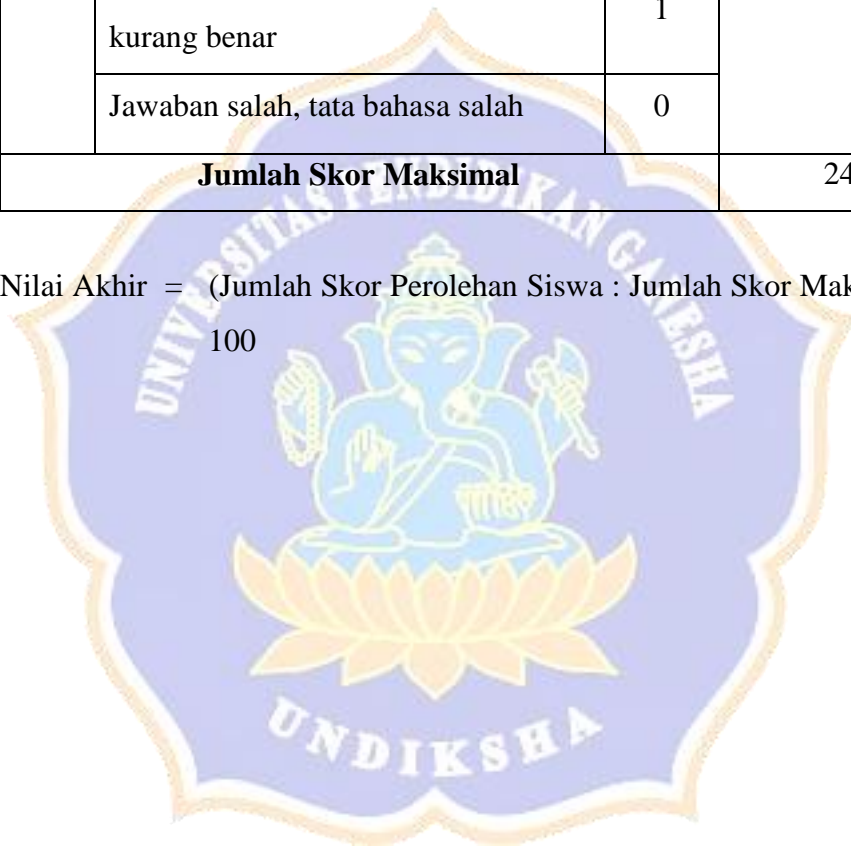 1
kurang benar
Jawaban salah, tata bahasa salah 0
Jumlah Skor Maksimal 24
Nilai Akhir = (Jumlah Skor Perolehan Siswa : Jumlah Skor Mak
100
UNIVERSITAS PENDIDIKAN GANESHA
UNDIKSHA